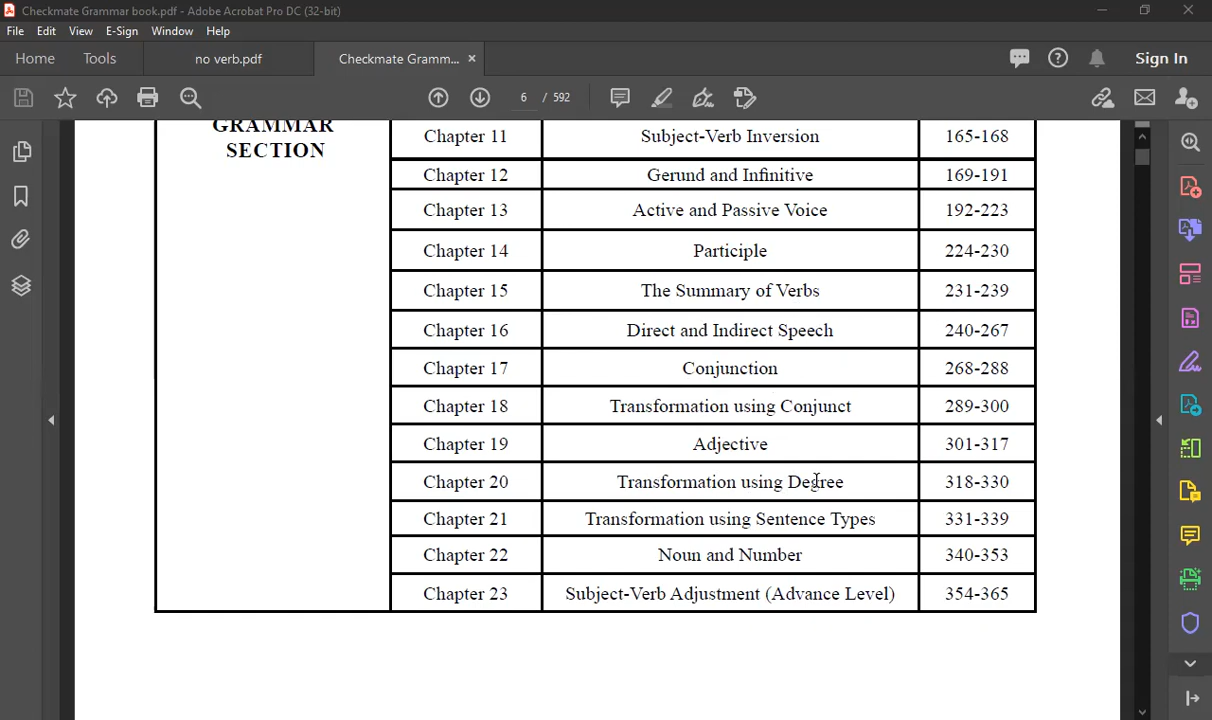 Checkmate Grammar book.pdf - Adobe Acrobat Pro DC (32-bit)
File Edit View E-Sign Window Help
Home Tools no verb.pdf Checkmate Gramm... × Sign In
6 / 592
GRAMMAR
SECTION
Chapter 11 Subject-Verb Inversion 165-168
Chapter 12 Gerund and Infinitive 169-191
Chapter 13 Active and Passive Voice 192-223
Chapter 14 Participle 224-230
Chapter 15 The Summary of Verbs 231-239
Chapter 16 Direct and Indirect Speech 240-267
Chapter 17 Conjunction 268-288
Chapter 18 Transformation using Conjunct 289-300
Chapter 19 Adjective 301-317
Chapter 20 Transformation using Degree 318-330
Chapter 21 Transformation using Sentence Types 331-339
Chapter 22 Noun and Number 340-353
Chapter 23 Subject-Verb Adjustment (Advance Level) 354-365